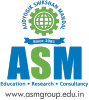 AUDYOGIK SHIKSHAN MANDAL
Since 1983
ASM
Education • Research • Consultancy
www.asmgroup.edu.in